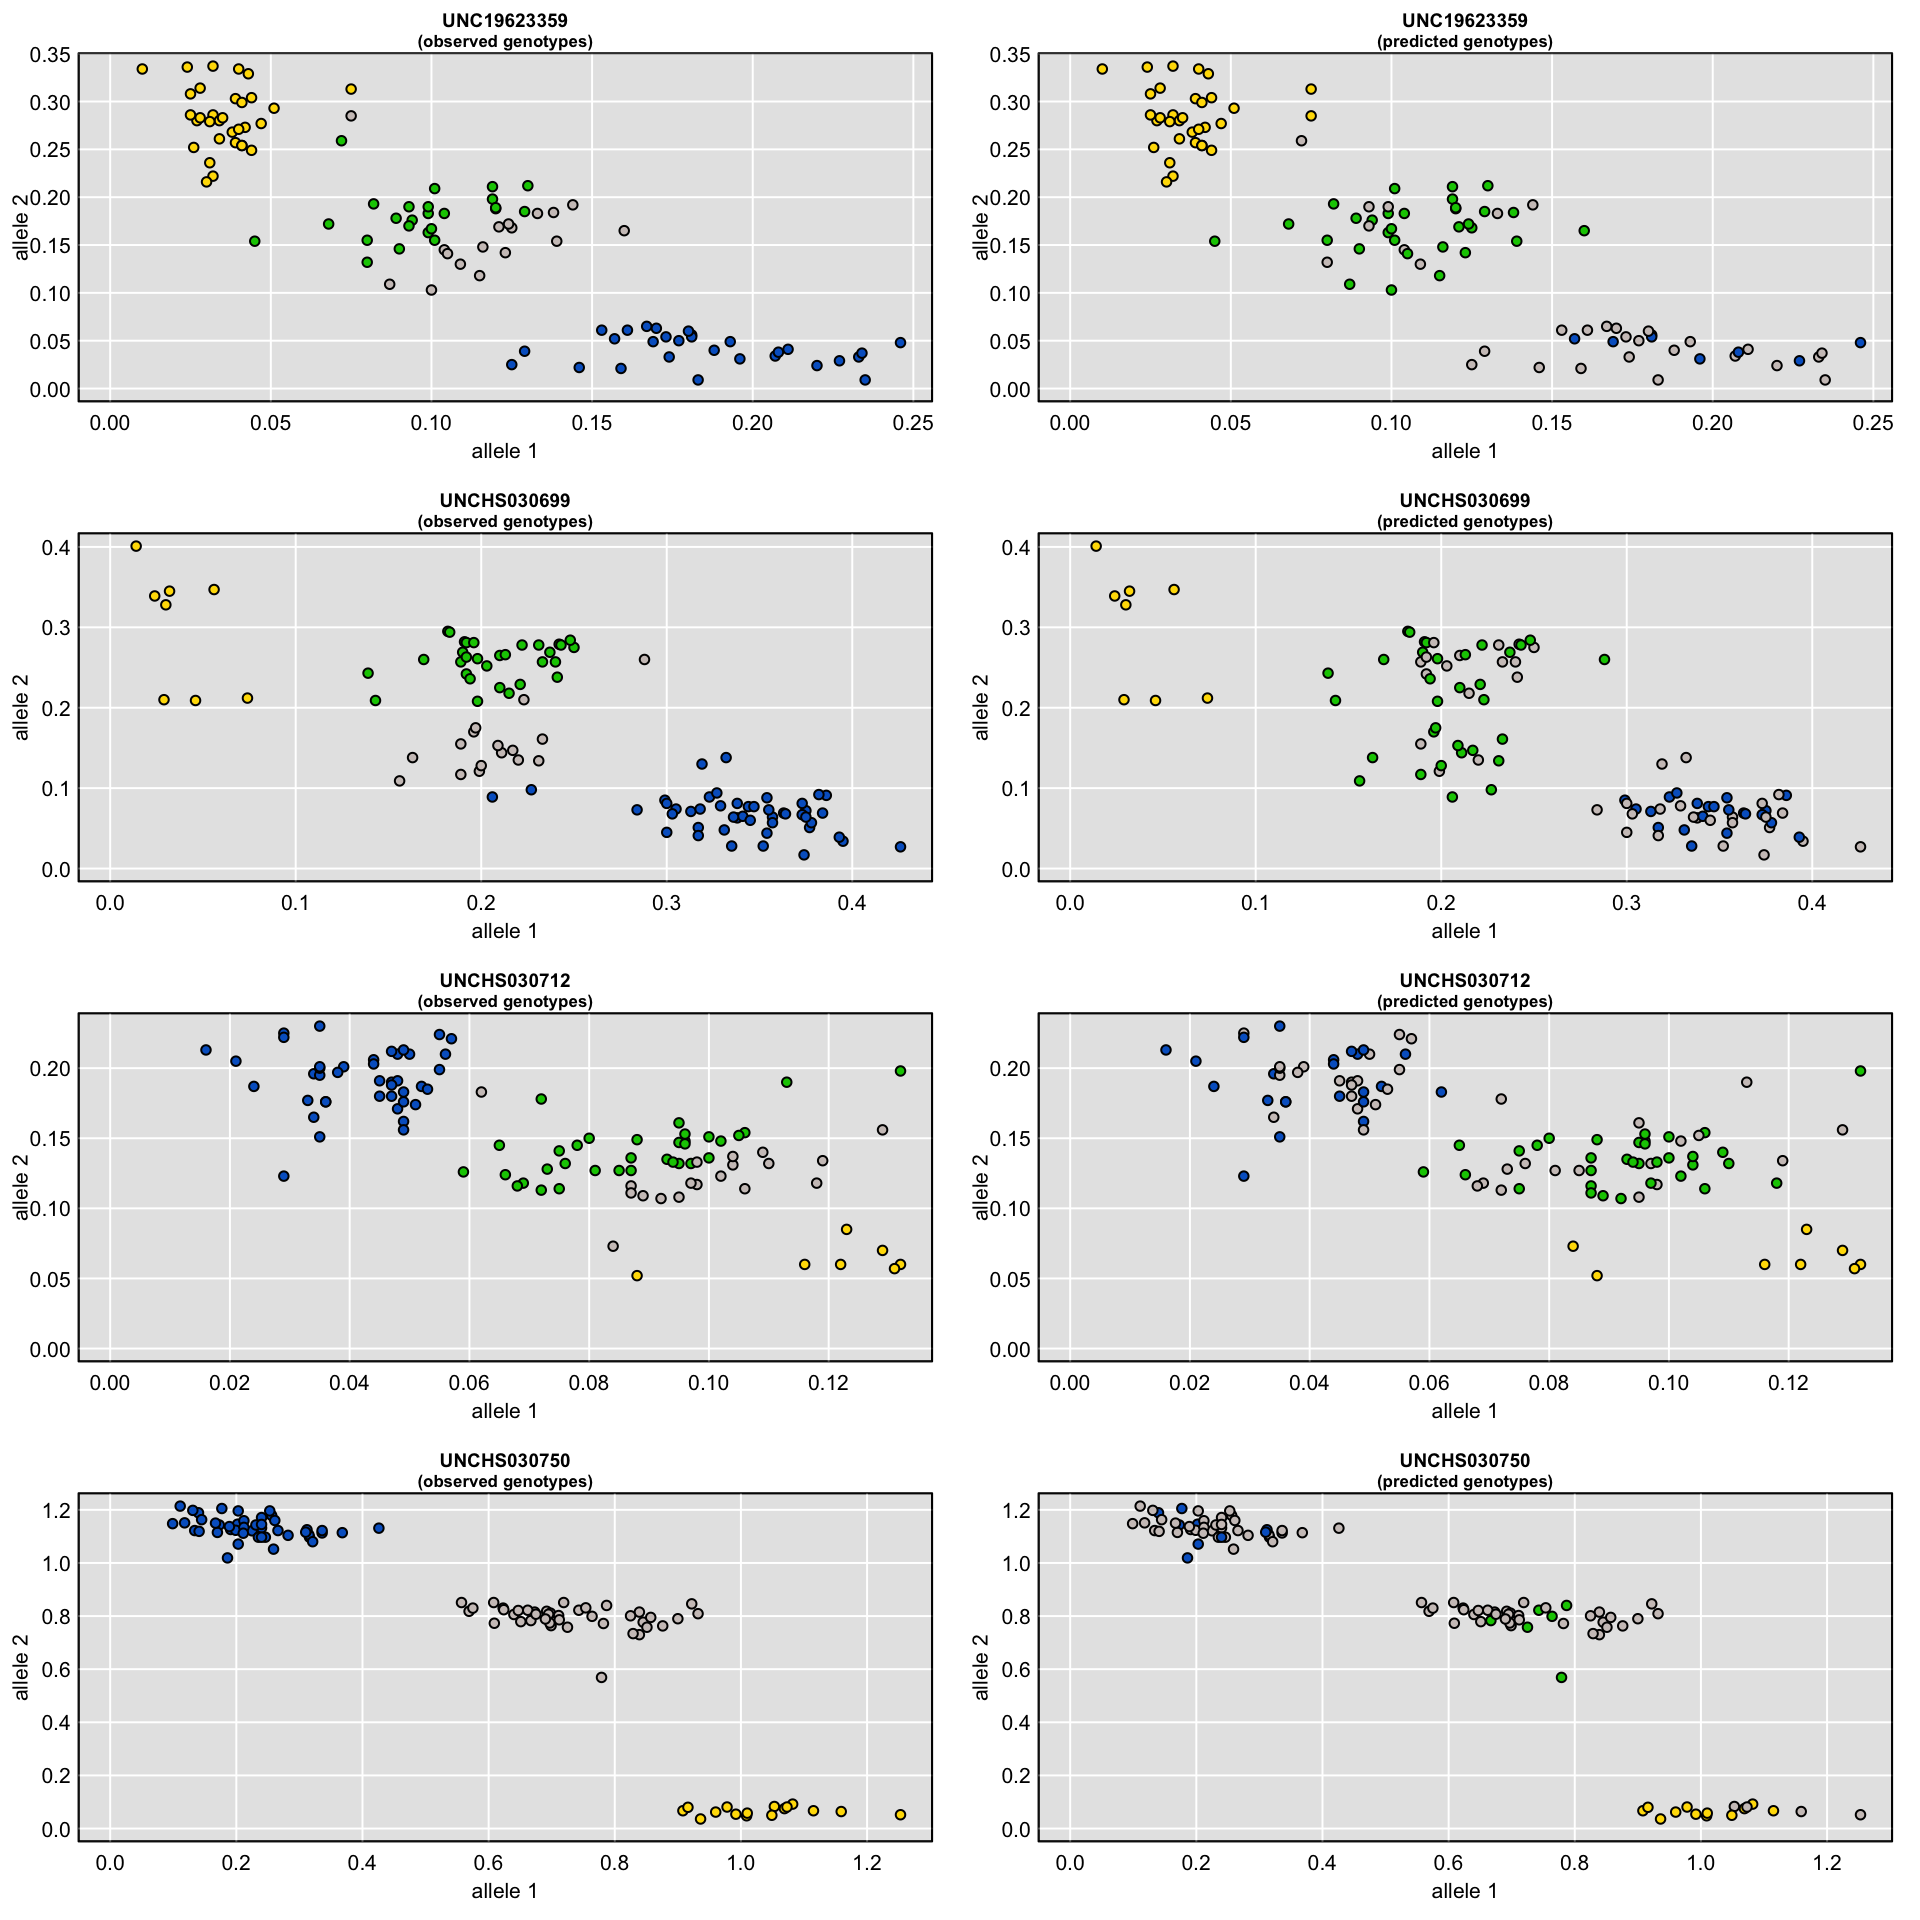 UNC19623359
(observed genotypes)
0.35
0.30
0.25
0.20
0.15
0.10
0.05
0.00
allele 2
0.00 0.05 0.10 0.15 0.20 0.25
allele 1
UNC19623359
(predicted genotypes)
0.35
0.30
0.25
0.20
0.15
0.10
0.05
0.00
allele 2
0.00 0.05 0.10 0.15 0.20 0.25
allele 1
UNCHS030699
(observed genotypes)
0.4
0.3
0.2
0.1
0.0
allele 2
0.0 0.1 0.2 0.3 0.4
allele 1
UNCHS030699
(predicted genotypes)
0.4
0.3
0.2
0.1
0.0
allele 2
0.0 0.1 0.2 0.3 0.4
allele 1
UNCHS030712
(observed genotypes)
0.20
0.15
0.10
0.05
0.00
allele 2
0.00 0.02 0.04 0.06 0.08 0.10 0.12
allele 1
UNCHS030712
(predicted genotypes)
0.20
0.15
0.10
0.05
0.00
allele 2
0.00 0.02 0.04 0.06 0.08 0.10 0.12
allele 1
UNCHS030750
(observed genotypes)
1.2
1.0
0.8
0.6
0.4
0.2
0.0
allele 2
0.0 0.2 0.4 0.6 0.8 1.0 1.2
allele 1
UNCHS030750
(predicted genotypes)
1.2
1.0
0.8
0.6
0.4
0.2
0.0
allele 2
0.0 0.2 0.4 0.6 0.8 1.0 1.2
allele 1